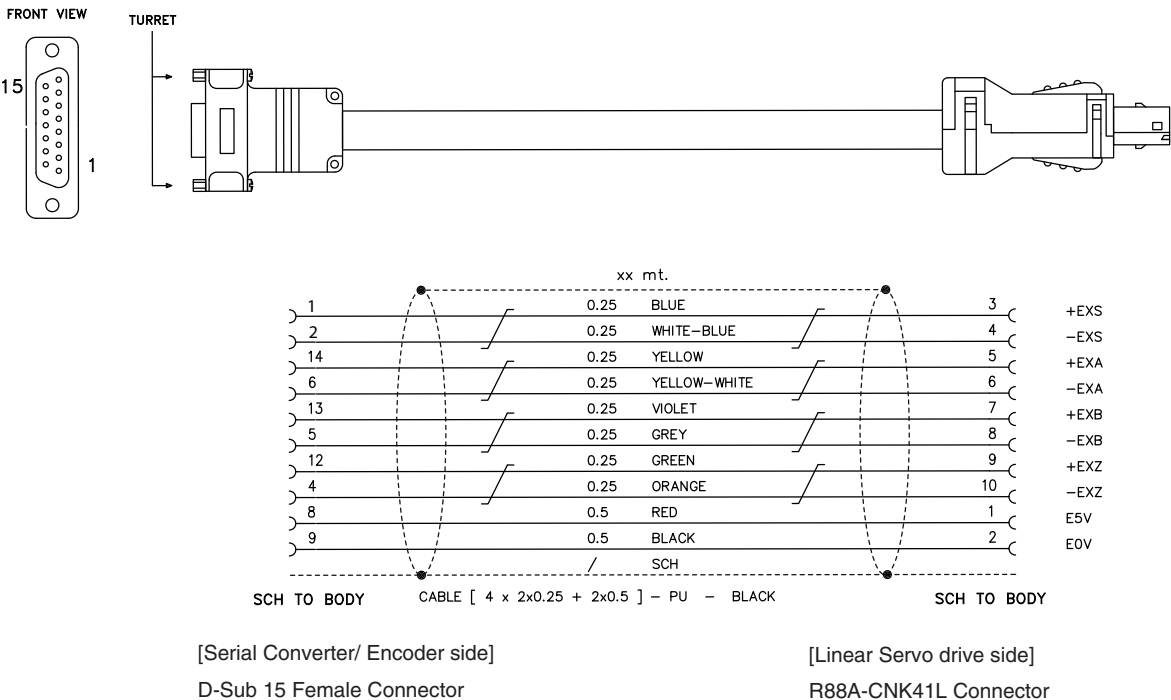 FRONT VIEW
TURRET
15
1
xx mt.
1 0.25 BLUE 3 +EXS
2 0.25 WHITE-BLUE 4 -EXS
14 0.25 YELLOW 5 +EXA
6 0.25 YELLOW-WHITE 6 -EXA
13 0.25 VIOLET 7 +EXB
5 0.25 GREY 8 -EXB
12 0.25 GREEN 9 +EXZ
4 0.25 ORANGE 10 -EXZ
8 0.5 RED 1 E5V
9 0.5 BLACK 2 E0V
/ SCH
SCH TO BODY CABLE [ 4 x 2x0.25 + 2x0.5 ] - PU - BLACK SCH TO BODY
[Serial Converter/ Encoder side] [Linear Servo drive side]
D-Sub 15 Female Connector R88A-CNK41L Connector